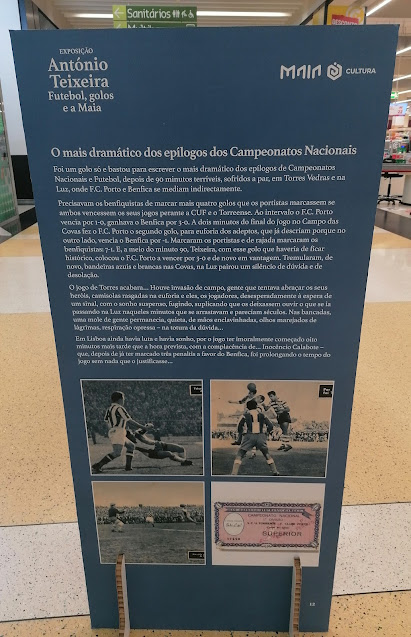 Sanitários
EXPOSIÇÃO
António
Teixeira
Futebol, golos
e a Maia
MAIA CULTURA
O mais dramático dos epílogos dos Campeonatos Nacionais
Foi um golo só e bastou para escrever o mais dramático dos epílogos de Campeonatos
Nacionais e Futebol, depois de 90 minutos terríveis, sofridos a par, em Torres Vedras e na
Luz, onde F.C. Porto e Benfica se mediam indirectamente.
Precisavam os benfiquistas de marcar mais quatro golos que os portistas marcassem se
ambos vencessem os seus jogos perante a CUF e o Torreense. Ao intervalo o F.C. Porto
vencia por 1-0, ganhava o Benfica por 3-0. A dois minutos do final do jogo no Campo das
Covas fez o F.C. Porto o segundo golo, para euforia dos adeptos, que já descriam porque no
outro lado, vencia o Benfica por -1. Marcaram os portistas e de rajada marcaram os
benfiquistas: 7-1. E, a meio do minuto 90, Teixeira, com esse golo que haveria de ficar
histórico, colocou o F.C. Porto a vencer por 3-0 e de novo em vantagem. Tremularam, de
novo, bandeiras azuis e brancas nas Covas, na Luz pairou um silêncio de dúvida e de
desolação.
O jogo de Torres acabara... Houve invasão de campo, gente que tentava abraçar os seus
heróis, camisolas rasgadas na euforia e eles, os jogadores, desesperadamente à espera de
um sinal, com o sonho suspenso, fugindo, suplicando que os deixassem ouvir o que se ia
passando na Luz naqueles minutos que se arrastavam e pareciam séculos. Nas bancadas,
uma mole de gente permanecia, quieta, de mãos enclavinhadas, olhos marejados de
lágrimas, respiração opressa – na tortura da dúvida...
Em Lisboa ainda havia luta e havia sonho, por o jogo ter imoralmente começado oito
minutos mais tarde que a hora prevista, com a complacência de... Inocêncio Calabote –
que, depois de já ter marcado três penaltis a favor do Benfica, foi prolongando o tempo do
jogo sem nada que o justificasse...
CAMPEONATO NACIONAL
SUPERIOR
12